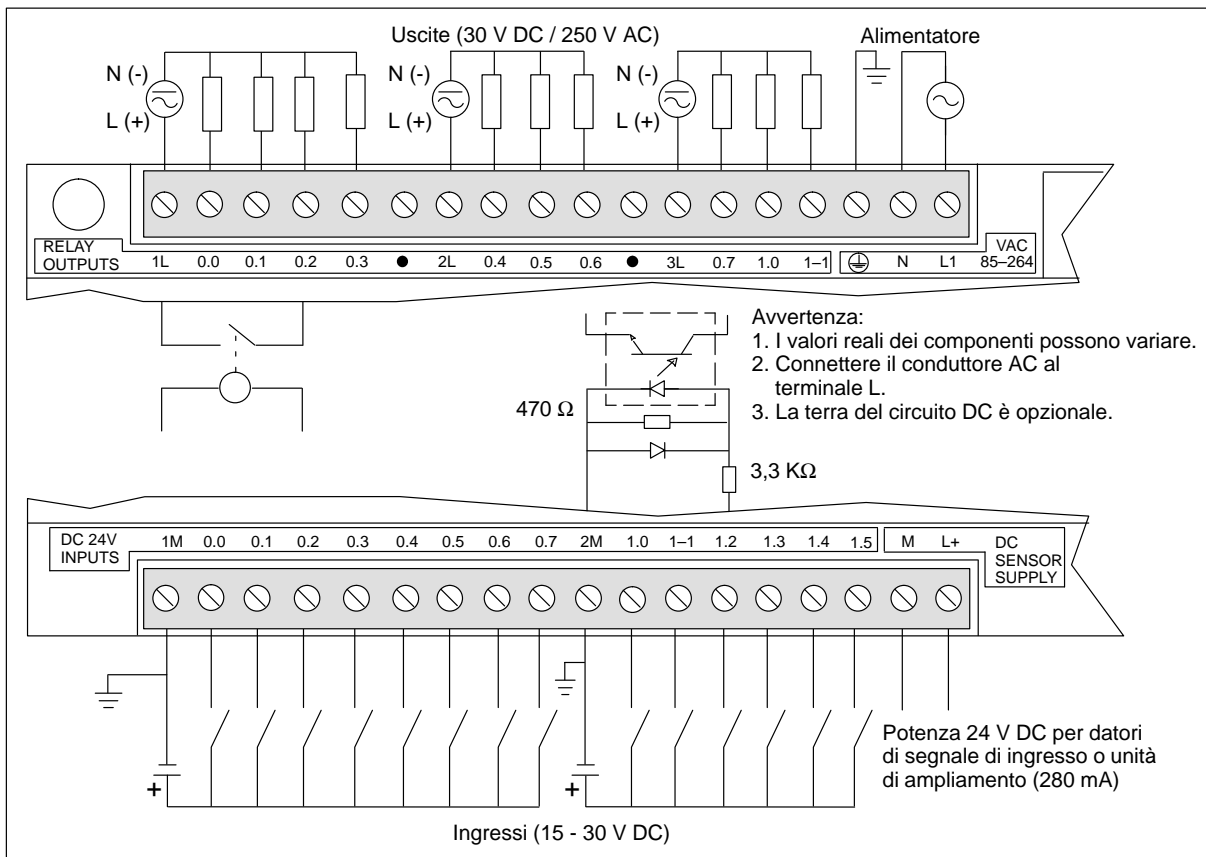 Uscite (30 V DC / 250 V AC)
Alimentatore
N (-)
N (-)
N (-)
L (+)
L (+)
L (+)
RELAY
OUTPUTS
1L 0.0 0.1 0.2 0.3 ● 2L 0.4 0.5 0.6 ● 3L 0.7 1.0 1–1 N L1
VAC
85–264
Avvertenza:
1. I valori reali dei componenti possono variare.
2. Connettere il conduttore AC al
terminale L.
3. La terra del circuito DC è opzionale.
470 Ω
3,3 KΩ
DC 24V
INPUTS
1M 0.0 0.1 0.2 0.3 0.4 0.5 0.6 0.7 2M 1.0 1–1 1.2 1.3 1.4 1.5 M L+
DC
SENSOR
SUPPLY
+
+
Potenza 24 V DC per datori
di segnale di ingresso o unità
di ampliamento (280 mA)
Ingressi (15 - 30 V DC)